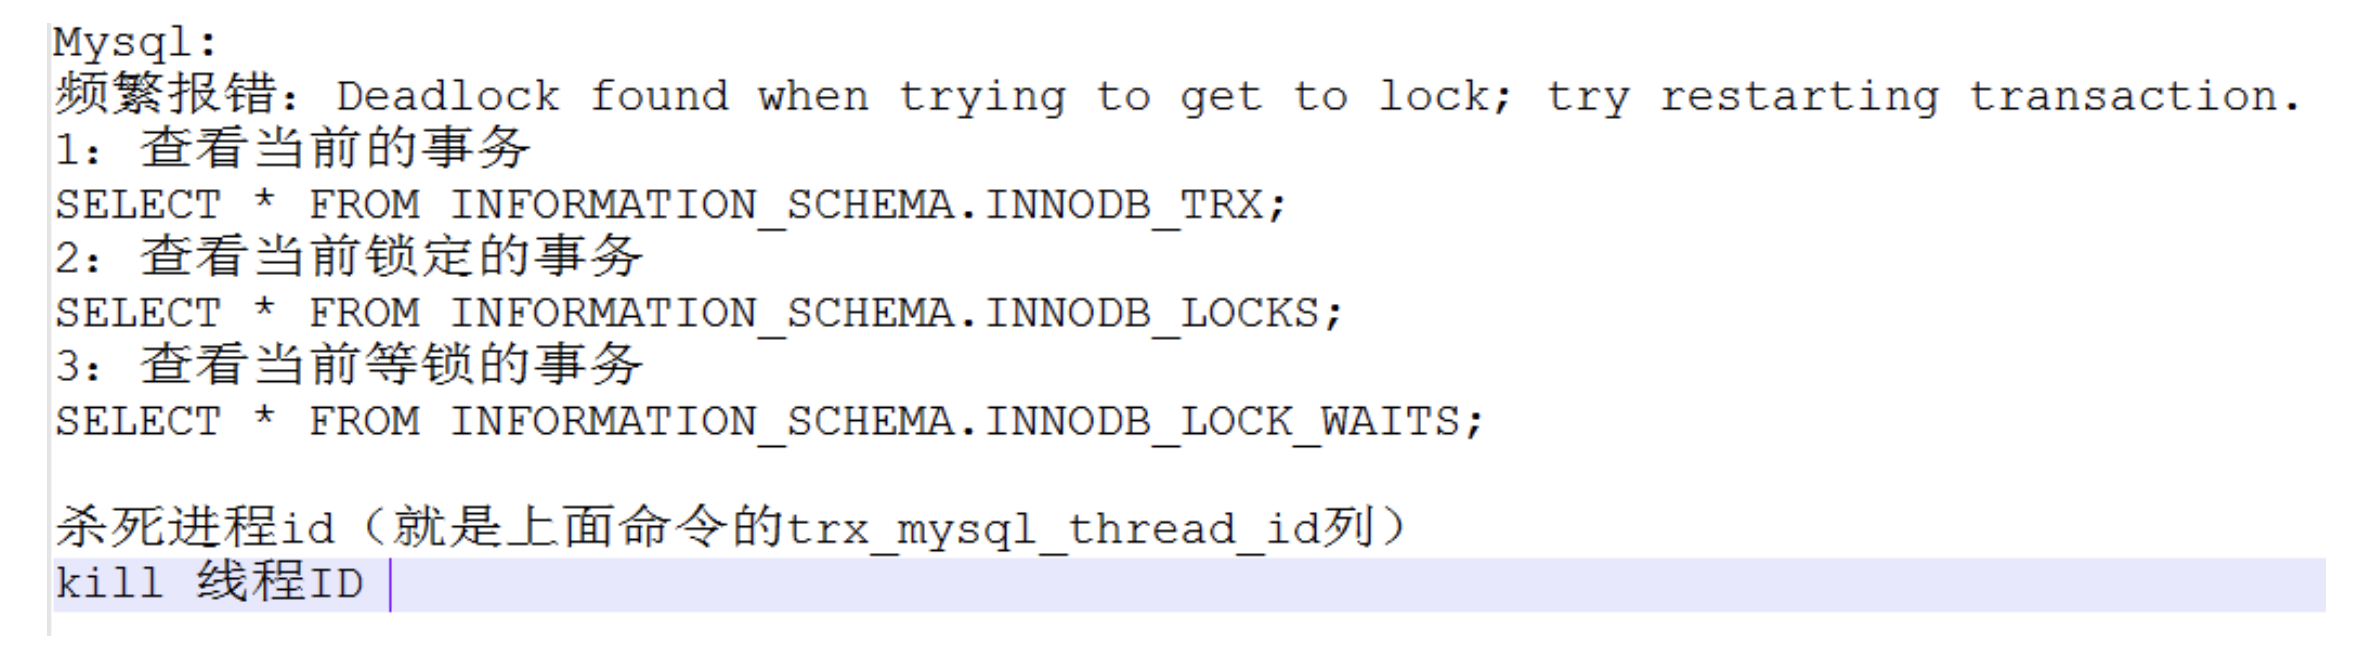 Mysql:
频繁报错：Deadlock found when trying to get to lock; try restarting transaction.
1：查看当前的事务
SELECT * FROM INFORMATION_SCHEMA.INNODB_TRX;
2：查看当前锁定的事务
SELECT * FROM INFORMATION_SCHEMA.INNODB_LOCKS;
3：查看当前等锁的事务
SELECT * FROM INFORMATION_SCHEMA.INNODB_LOCK_WAITS;
杀死进程id（就是上面命令的trx_mysql_thread_id列）
kill 线程ID